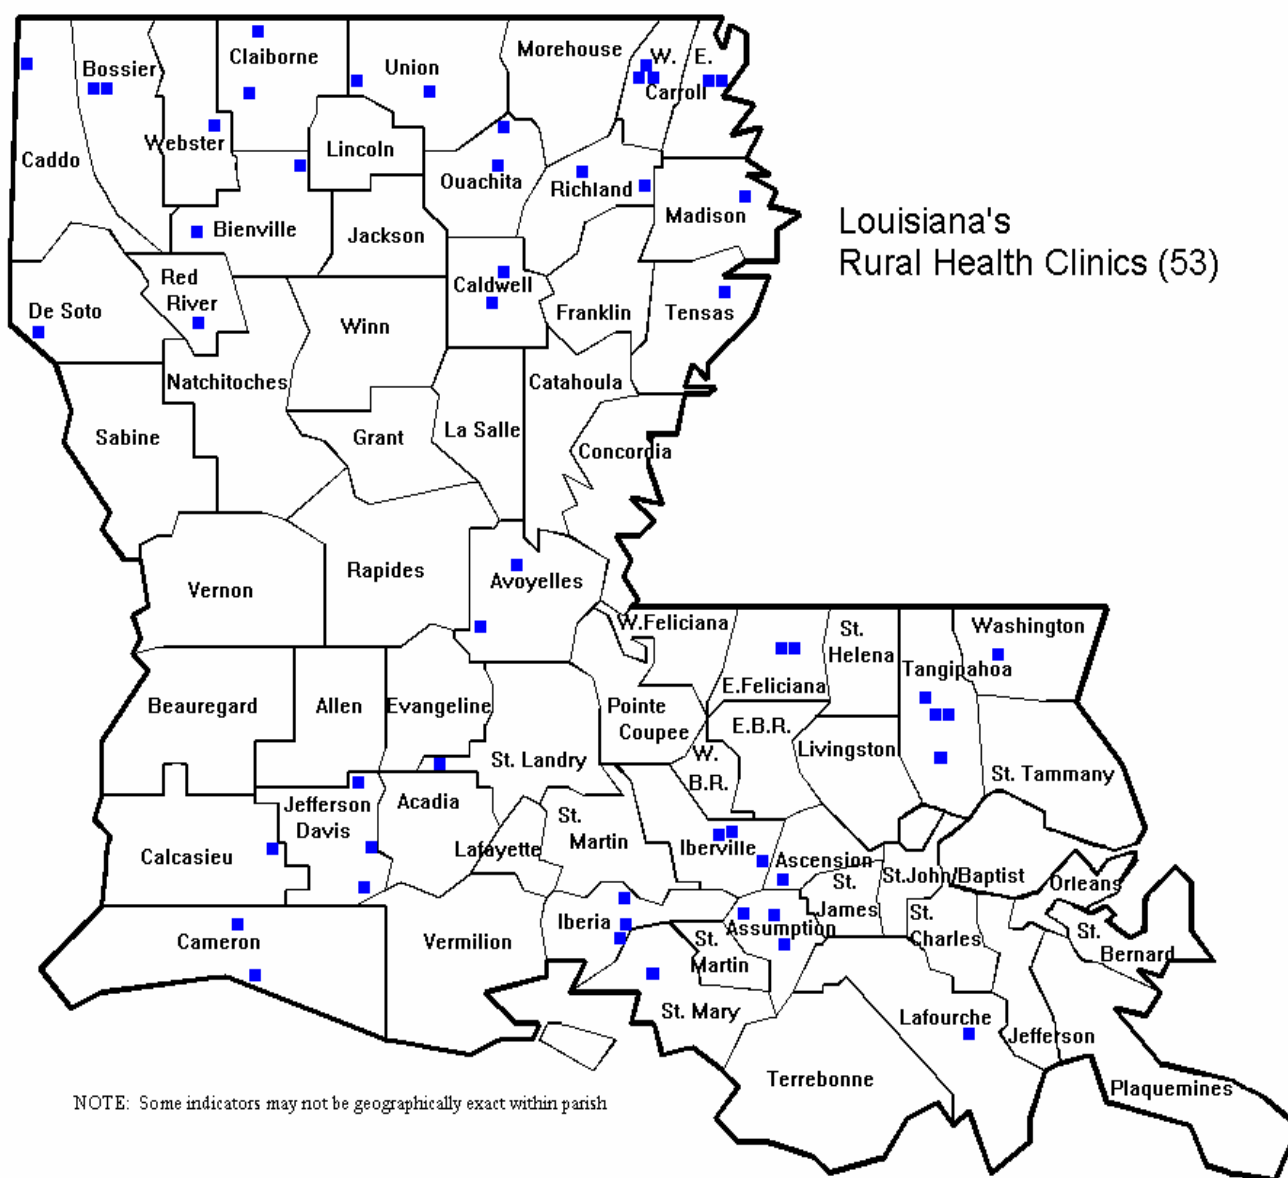 Claiborne
Union
Morehouse
W.
E.
Carroll
Bossier
Webster
Caddo
Lincoln
Ouachita
Richland
Madison
Louisiana's
Rural Health Clinics (53)
Bienville
Jackson
Red
River
Caldwell
De Soto
Winn
Franklin
Tensas
Natchitoches
Catahoula
Sabine
Grant
La Salle
Concordia
Vernon
Rapides
Avoyelles
W.Feliciana
St.
Helena
Washington
Tangipahoa
E.Feliciana
Beauregard
Allen
Evangeline
Pointe
Coupee
E.B.R.
W.
B.R.
Livingston
St. Landry
St. Tammany
Jefferson
Davis
Acadia
St.
Martin
Lafayette
Calcasieu
Iberville
Ascension
St.
James
St.John/Baptist
Orleans
Cameron
Vermilion
Iberia
Assumption
St.
Martin
St.
Charles
St.
Bernard
St. Mary
Lafourche
Jefferson
Terrebonne
Plaquemines
NOTE: Some indicators may not be geographically exact within parish